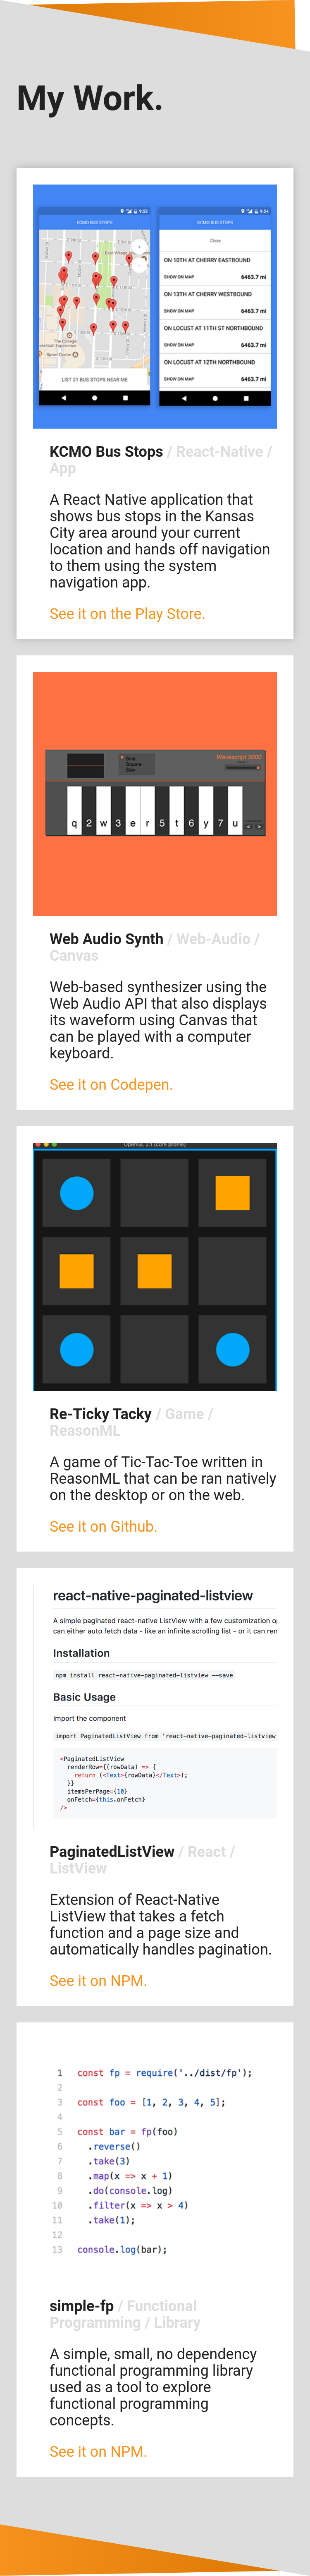 My Work.
9:53
9:54
KCMO BUS STOPS
KCMO BUS STOPS
LIST 21 BUS STOPS NEAR ME
Close
ON 10TH AT CHERRY EASTBOUND
SHOW ON MAP 6463.7 mi
ON 13TH AT CHERRY WESTBOUND
SHOW ON MAP 6463.7 mi
ON LOCUST AT 11TH ST NORTHBOUND
SHOW ON MAP 6463.7 mi
ON LOCUST AT 12TH NORTHBOUND
SHOW ON MAP 6463.7 mi
KCMO Bus Stops / React-Native /
App
A React Native application that
shows bus stops in the Kansas
City area around your current
location and hands off navigation
to them using the system
navigation app.
See it on the Play Store.
Sine
Square
Saw
Wavescript 5000
q 2 w 3 e r 5 t 6 y 7 u
< >
Web Audio Synth / Web-Audio /
Canvas
Web-based synthesizer using the
Web Audio API that also displays
its waveform using Canvas that
can be played with a computer
keyboard.
See it on Codepen.
OpenGL 2.1 (core profile)
Re-Ticky Tacky / Game /
ReasonML
A game of Tic-Tac-Toe written in
ReasonML that can be ran natively
on the desktop or on the web.
See it on Github.
react-native-paginated-listview
A simple paginated react-native ListView with a few customization o
can either auto fetch data - like an infinite scrolling list - or it can ren
Installation
npm install react-native-paginated-listview --save
Basic Usage
Import the component
import PaginatedListView from 'react-native-paginated-listview
<PaginatedListView
renderRow={(rowData) => {
return (<Text>{rowData}</Text>);
}}
itemsPerPage={10}
onFetch={this.onFetch}
/>
PaginatedListView / React /
ListView
Extension of React-Native
ListView that takes a fetch
function and a page size and
automatically handles pagination.
See it on NPM.
1 const fp = require('../dist/fp');
2
3 const foo = [1, 2, 3, 4, 5];
4
5 const bar = fp(foo)
6 .reverse()
7 .take(3)
8 .map(x => x + 1)
9 .do(console.log)
10 .filter(x => x > 4)
11 .take(1);
12
13 console.log(bar);
simple-fp / Functional
Programming / Library
A simple, small, no dependency
functional programming library
used as a tool to explore
functional programming
concepts.
See it on NPM.